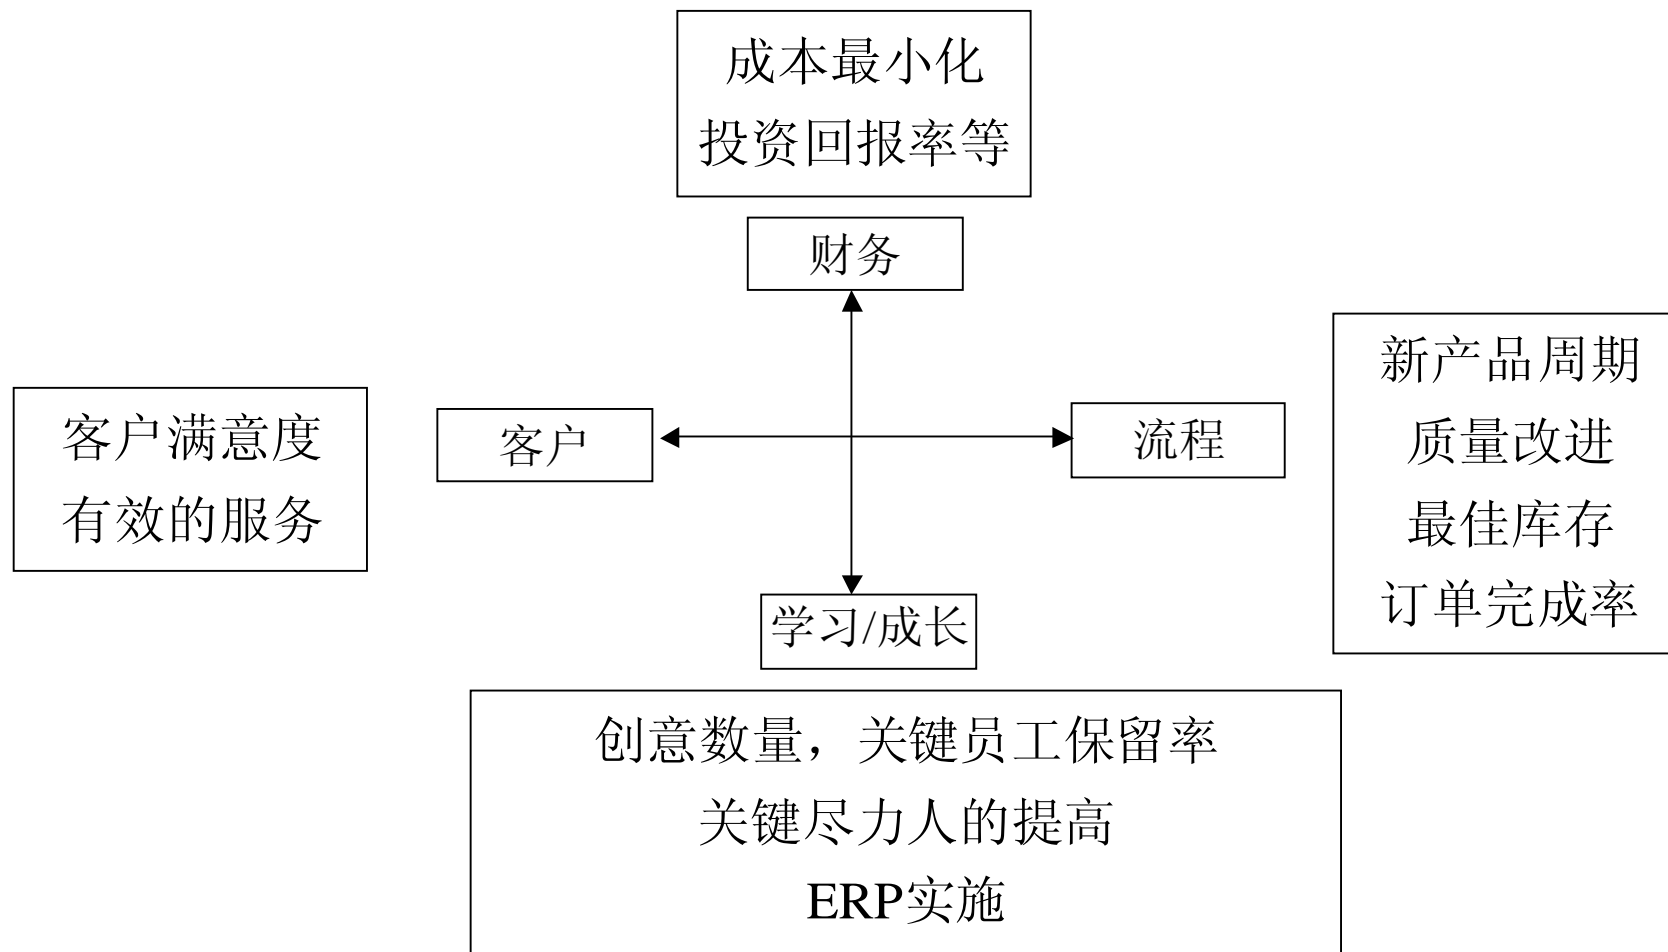 成本最小化
投资回报率等
财务
客户满意度
有效的服务
客户
流程
新产品周期
质量改进
最佳库存
订单完成率
学习/成长
创意数量，关键员工保留率
关键尽力人的提高
ERP实施